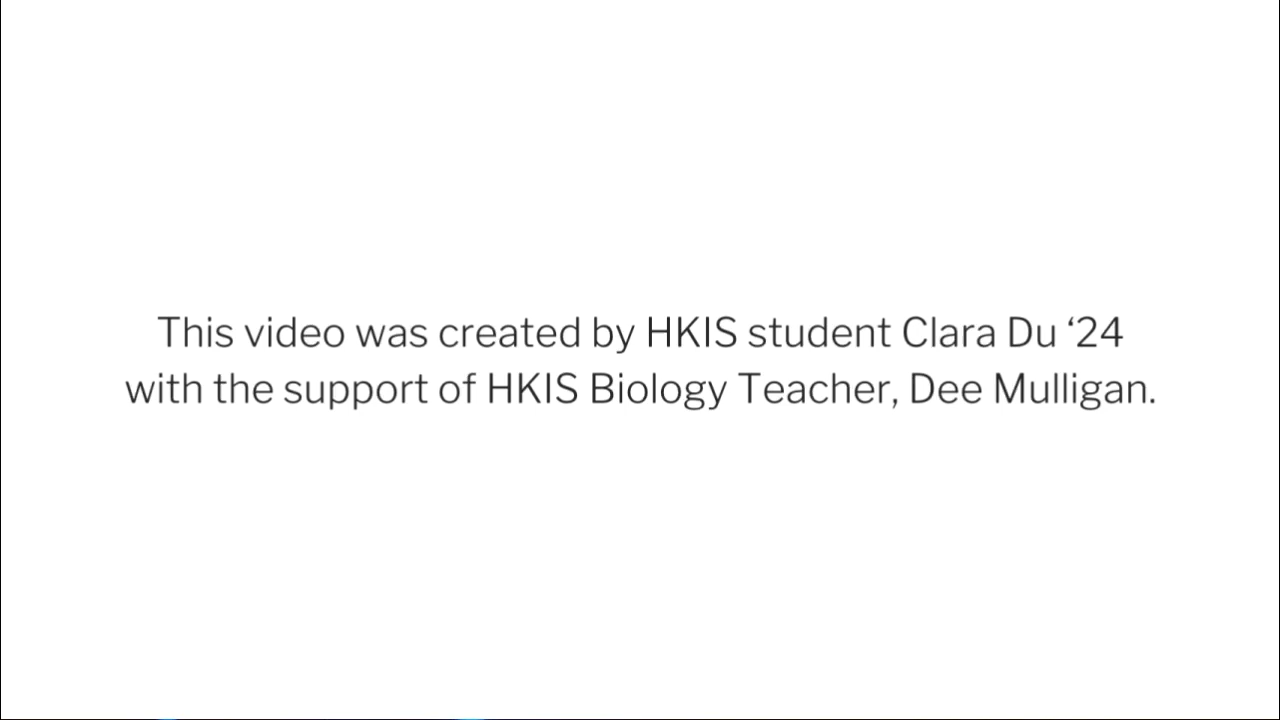 This video was created by HKIS student Clara Du ‘24
with the support of HKIS Biology Teacher, Dee Mulligan.